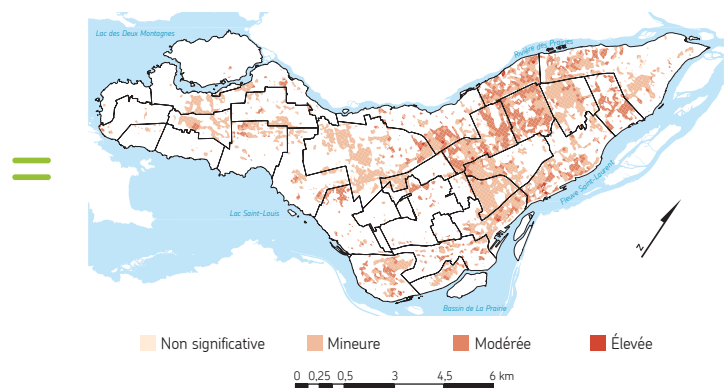 Lac des Deux Montagnes
Rivière des Prairies
Fleuve Saint-Laurent
Lac Saint-Louis
N
Bassin de La Prairie
Non significative
Mineure
Modérée
Élevée
0 0,25 0,5 3 4,5 6 km